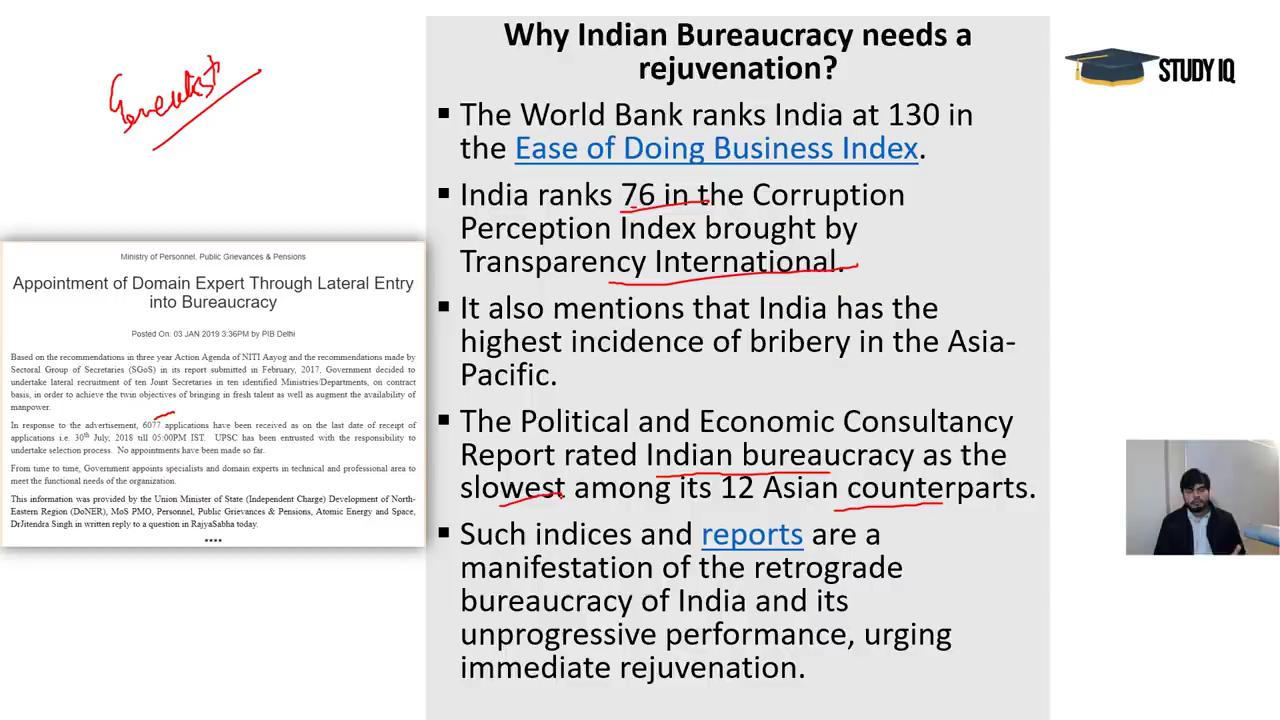 Why Indian Bureaucracy needs a
rejuvenation?
STUDY IQ
▪ The World Bank ranks India at 130 in
the Ease of Doing Business Index.
▪ India ranks 76 in the Corruption
Perception Index brought by
Transparency International.
▪ It also mentions that India has the
highest incidence of bribery in the Asia-
Pacific.
▪ The Political and Economic Consultancy
Report rated Indian bureaucracy as the
slowest among its 12 Asian counterparts.
▪ Such indices and reports are a
manifestation of the retrograde
bureaucracy of India and its
unprogressive performance, urging
immediate rejuvenation.
Ministry of Personnel, Public Grievances & Pensions
Appointment of Domain Expert Through Lateral Entry
into Bureaucracy
Posted On: 03 JAN 2019 3:36PM by PIB Delhi
Based on the recommendations in three year Action Agenda of NITI Aayog and the recommendations made by
Sectoral Group of Secretaries (SGoS) in its report submitted in February, 2017, Government decided to
undertake lateral recruitment of ten Joint Secretaries in ten identified Ministries/Departments, on contract
basis, in order to achieve the twin objectives of bringing in fresh talent as well as augment the availability of
manpower.
In response to the advertisement, 6077 applications have been received as on the last date of receipt of
applications i.e. 30th July, 2018 till 05:00PM IST. UPSC has been entrusted with the responsibility to
undertake selection process. No appointments have been made so far.
From time to time, Government appoints specialists and domain experts in technical and professional area to
meet the functional needs of the organization.
This information was provided by the Union Minister of State (Independent Charge) Development of North-
Eastern Region (DoNER), MoS PMO, Personnel, Public Grievances & Pensions, Atomic Energy and Space,
DrJitendra Singh in written reply to a question in RajyaSabha today.
****